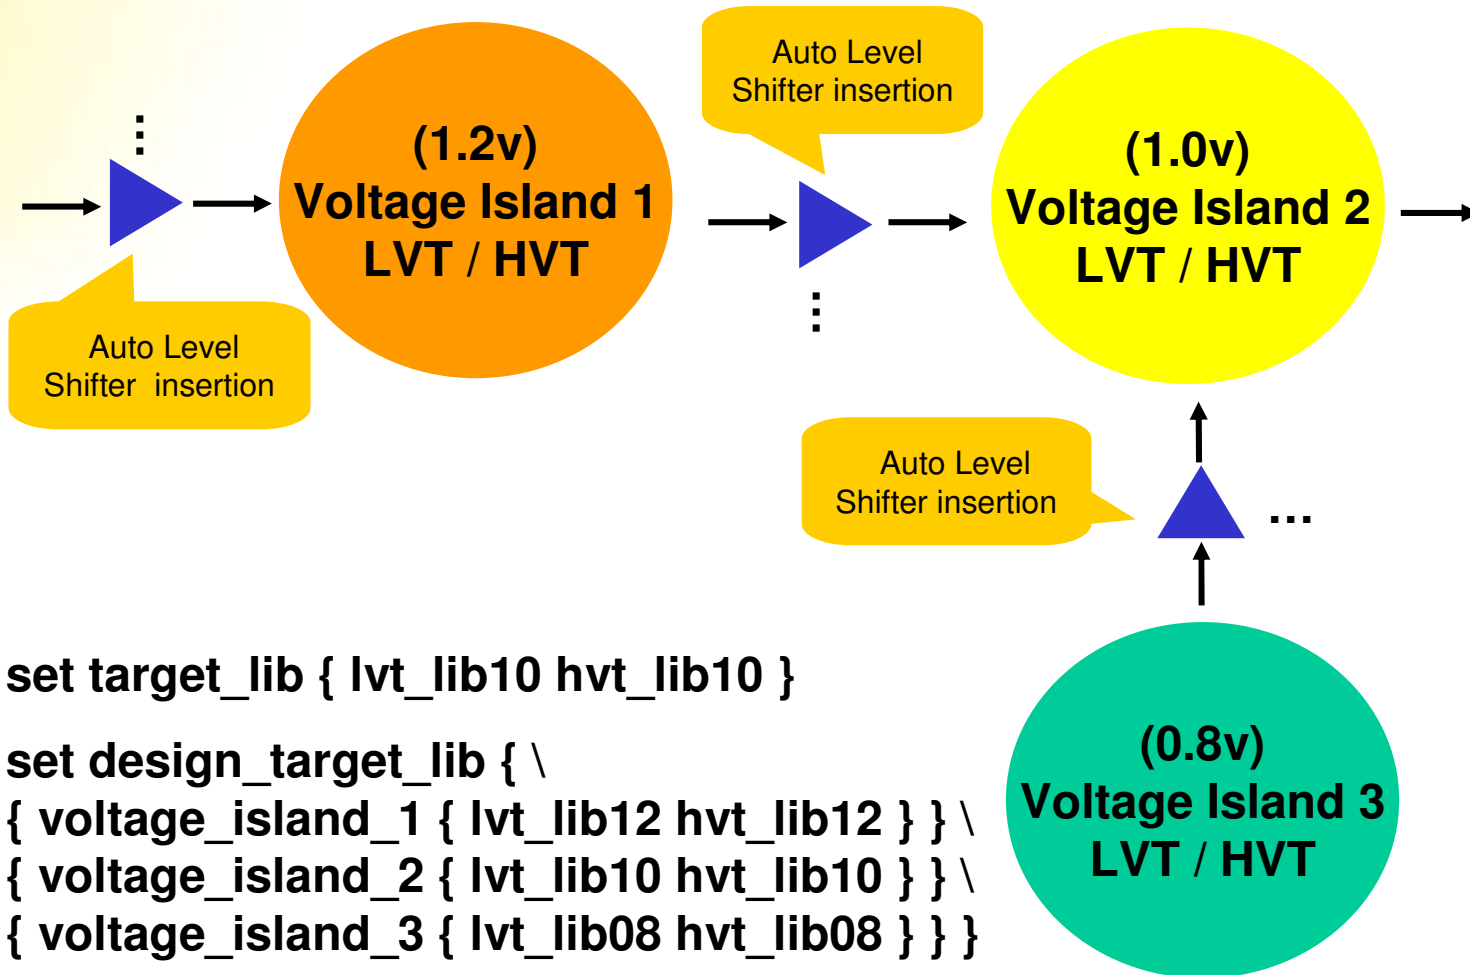 Auto Level
Shifter insertion
(1.2v)
Voltage Island 1
LVT / HVT
(1.0v)
Voltage Island 2
LVT / HVT
...
Auto Level
Shifter  insertion
...
Auto Level
Shifter insertion
...
set target_lib { lvt_lib10 hvt_lib10 }
set design_target_lib { \
{ voltage_island_1 { lvt_lib12 hvt_lib12 } } \
{ voltage_island_2 { lvt_lib10 hvt_lib10 } } \
{ voltage_island_3 { lvt_lib08 hvt_lib08 } } }
(0.8v)
Voltage Island 3
LVT / HVT